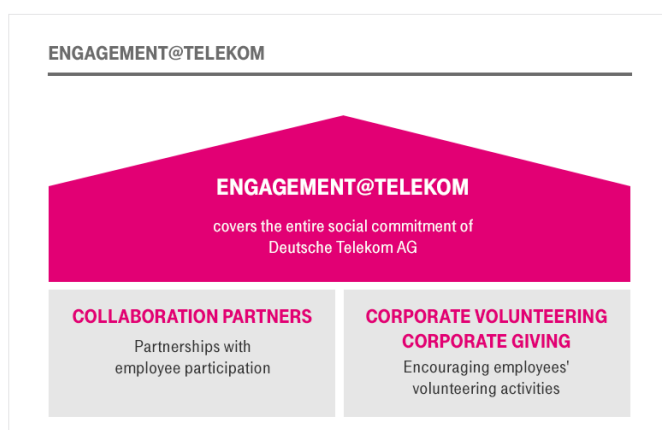 ENGAGEMENT@TELEKOM
ENGAGEMENT@TELEKOM
covers the entire social commitment of
Deutsche Telekom AG
COLLABORATION PARTNERS
Partnerships with
employee participation
CORPORATE VOLUNTEERING
CORPORATE GIVING
Encouraging employees'
volunteering activities